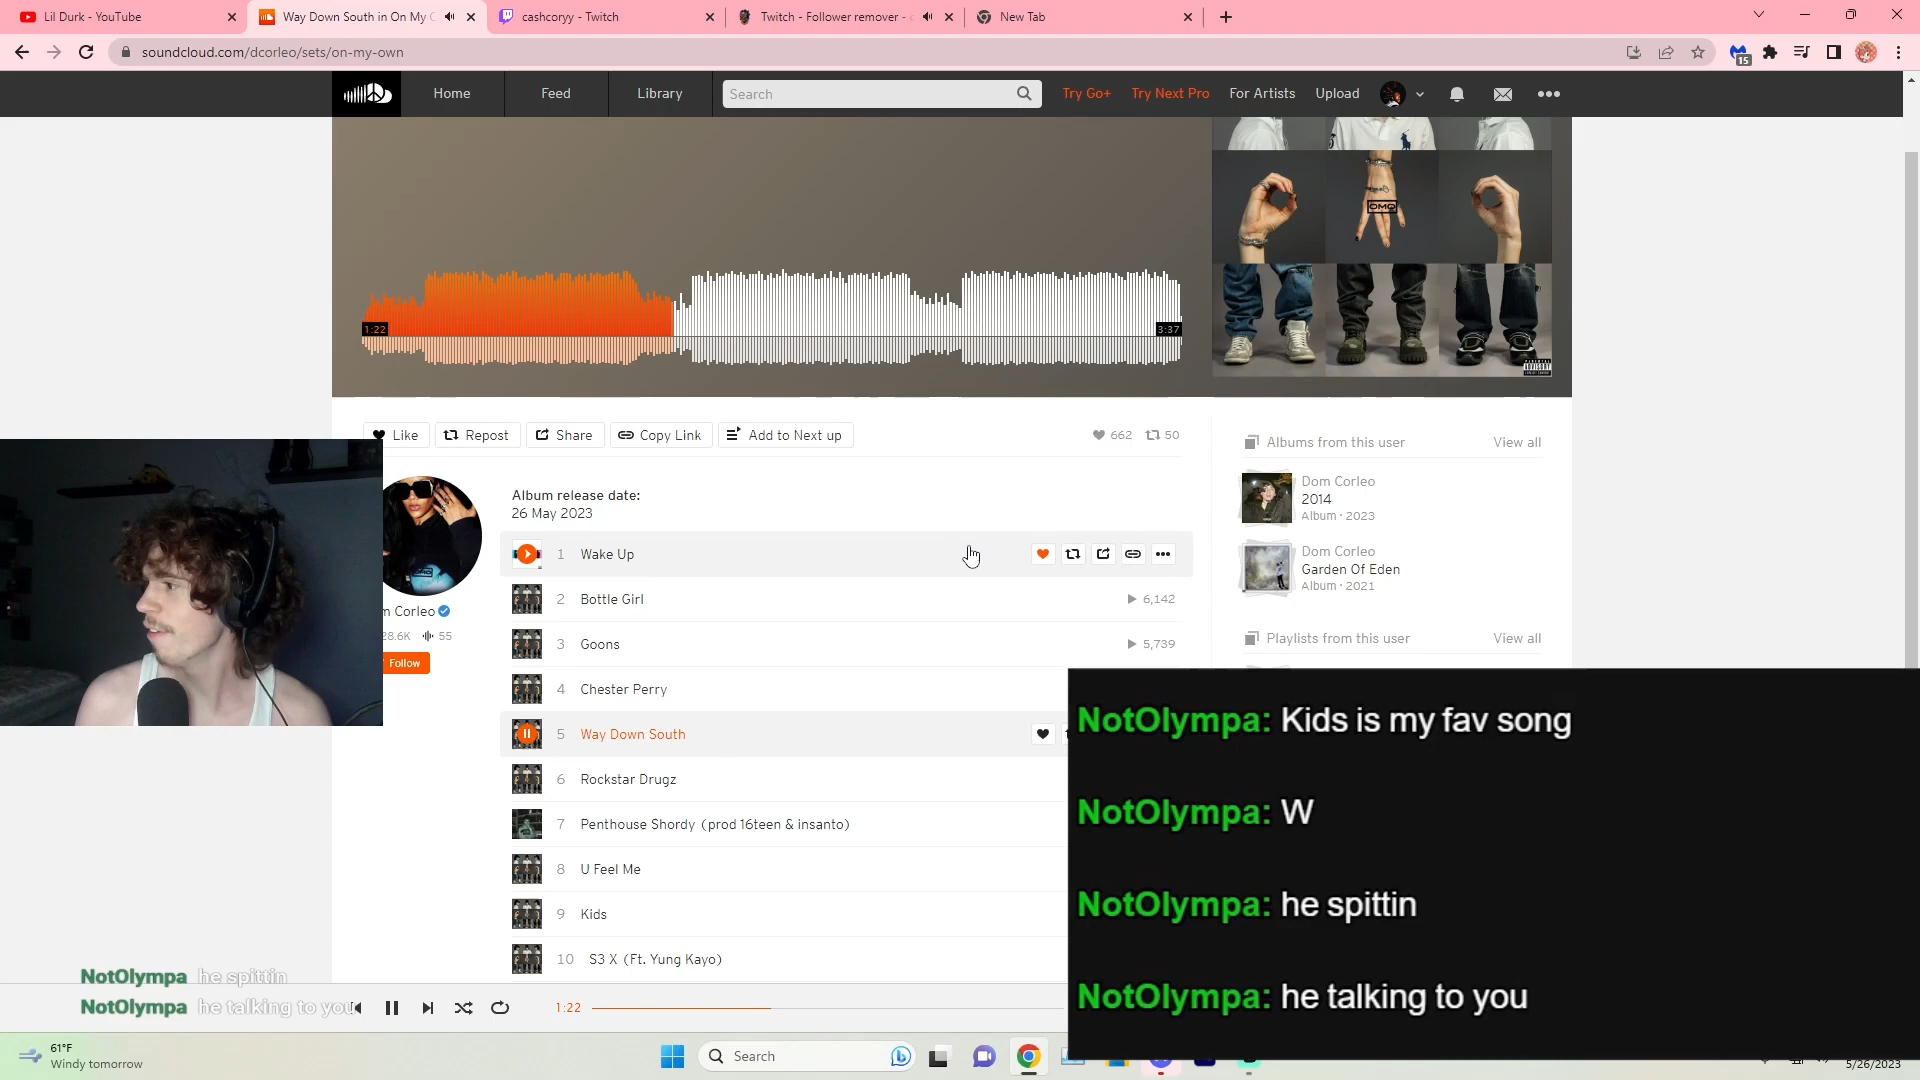 Lil Durk - YouTube
Way Down South in On My
cashcoryy - Twitch
Twitch - Follower remover -
New Tab
soundcloud.com/dcorleo/sets/on-my-own
15
Home
Feed
Library
Search
Try Go+
Try Next Pro
For Artists
Upload
OMO
1:22
3:37
Like
Repost
Share
Copy Link
Add to Next up
662
50
Albums from this user
View all
Album release date:
26 May 2023
Dom Corleo
2014
Album · 2023
1 Wake Up
Dom Corleo
Garden Of Eden
Album · 2021
2 Bottle Girl
6,142
m Corleo
28.6K
55
Playlists from this user
View all
3 Goons
5,739
Follow
4 Chester Perry
5 Way Down South
6 Rockstar Drugz
7 Penthouse Shordy (prod 16teen & insanto)
8 U Feel Me
9 Kids
10 S3 X (Ft. Yung Kayo)
NotOlympa: Kids is my fav song
NotOlympa: W
NotOlympa: he spittin
NotOlympa: he talking to you
NotOlympa he spittin
NotOlympa he talking to you
1:22
61°F
Windy tomorrow
Search
5/26/2023